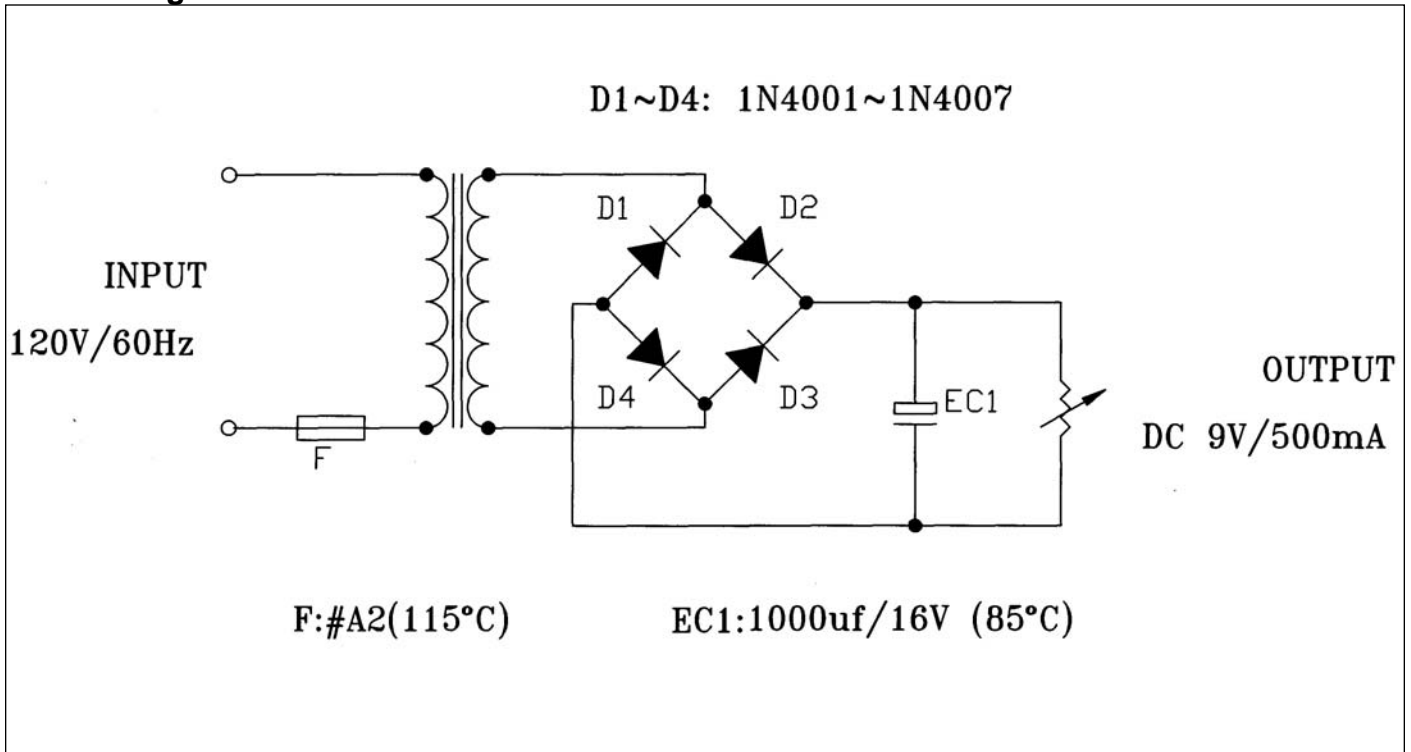 D1~D4: 1N4001~1N4007
D1
D2
INPUT
120V/60Hz
D4
D3
EC1
OUTPUT
DC 9V/500mA
F
F:#A2(115°C)
EC1:1000uf/16V (85°C)